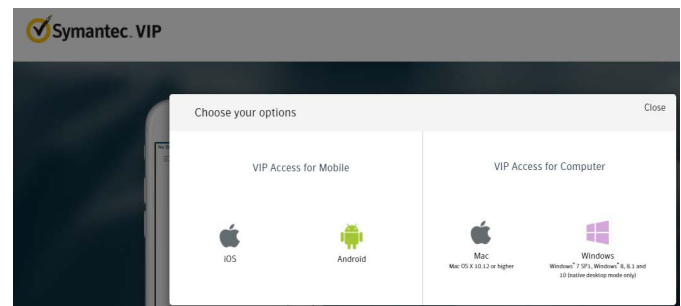 Symantec™ VIP
Choose your options
Close
VIP Access for Mobile
VIP Access for Computer
iOS
Android
Mac
Mac OS X 10.12 or higher
Windows
Windows® 7 SP1, Windows® 8, 8.1 and
10 (native desktop mode only)